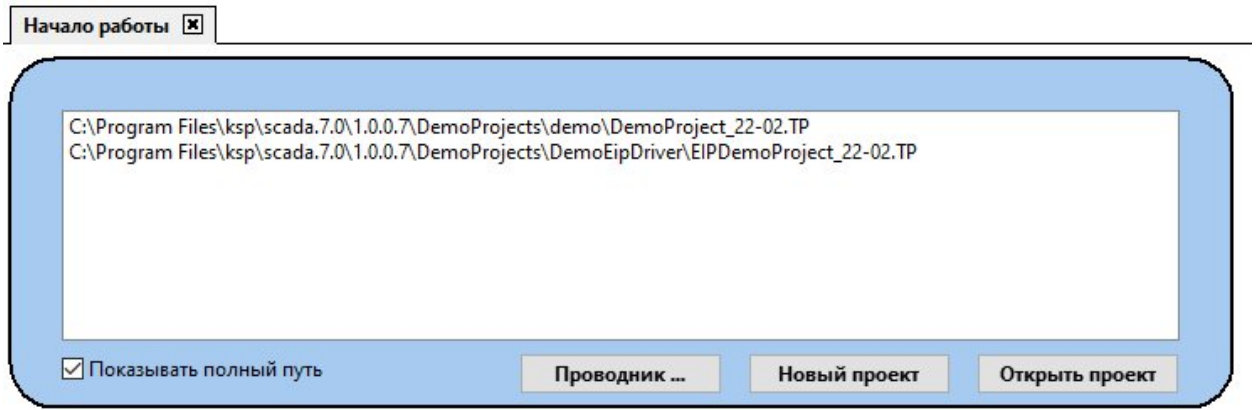 Начало работы
C:\Program Files\ksp\scada.7.0\1.0.0.7\DemoProjects\demo\DemoProject_22-02.TP
C:\Program Files\ksp\scada.7.0\1.0.0.7\DemoProjects\DemoEipDriver\EIPDemoProject_22-02.TP
Показывать полный путь
Проводник ...
Новый проект
Открыть проект